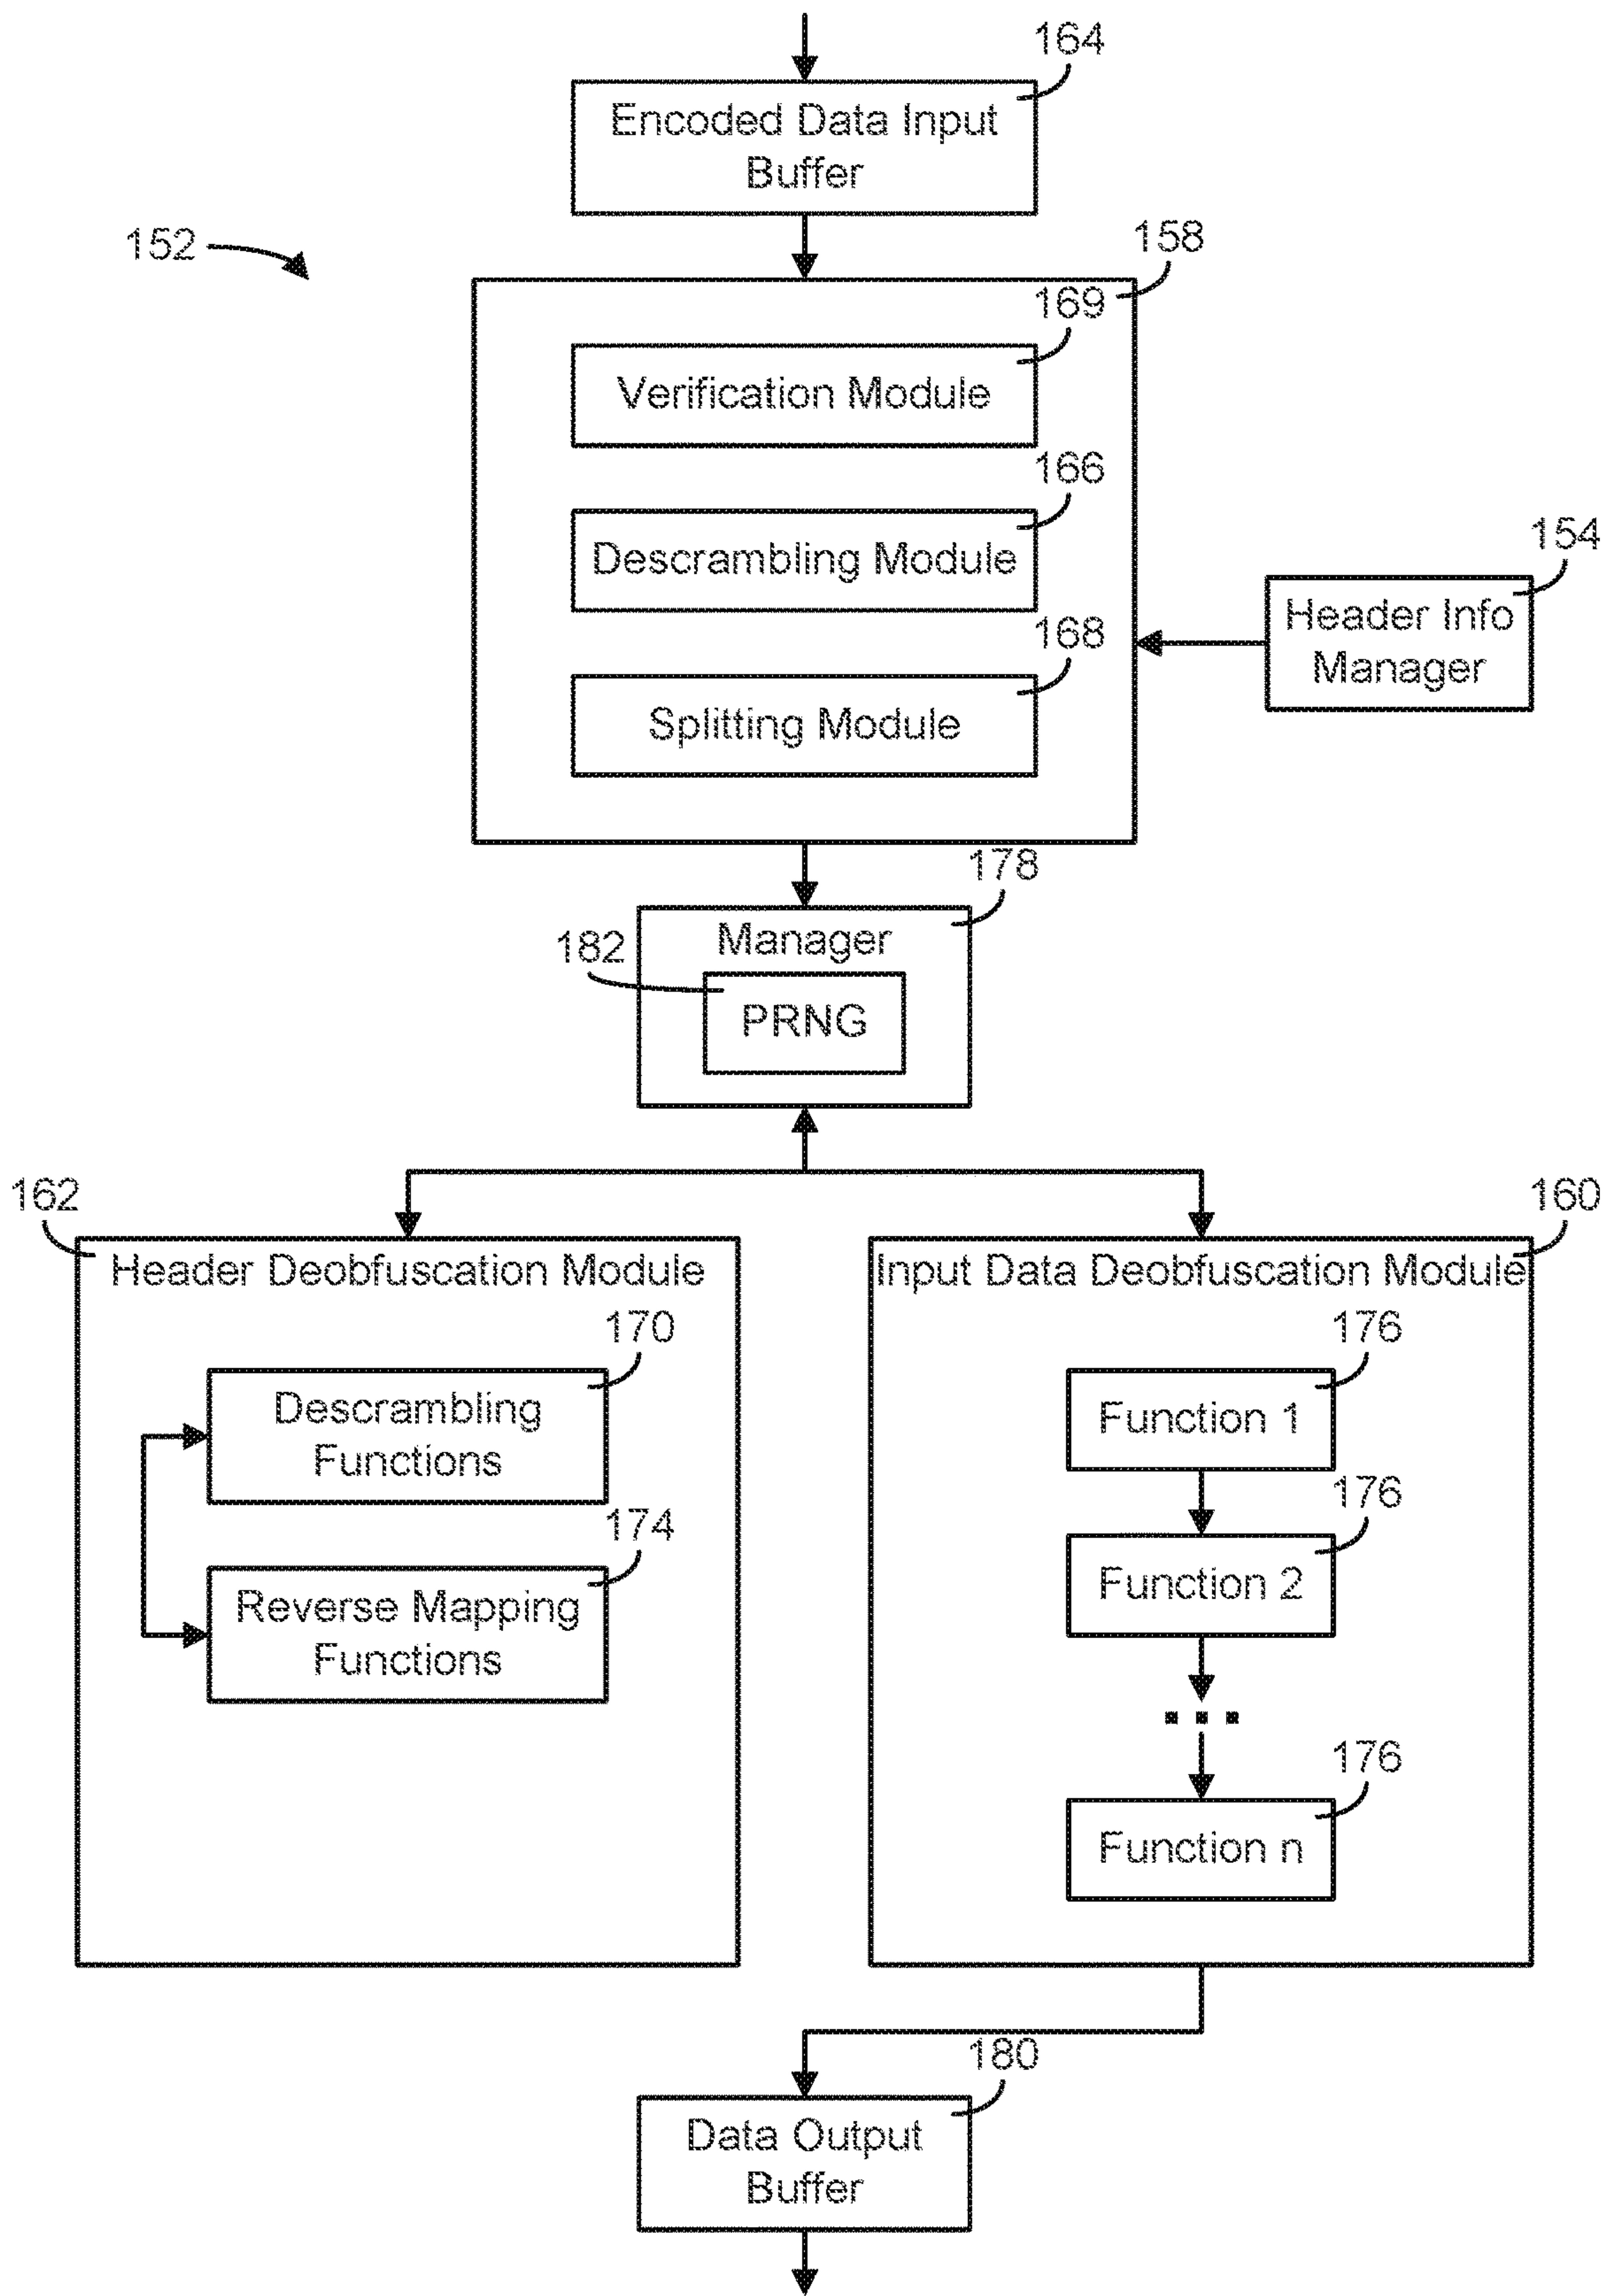 164
Encoded Data Input
Buffer
152
158
169
Verification Module
166
Descrambling Module
154
Header Info
Manager
168
Splitting Module
178
Manager
182
PRNG
162
160
Header Deobfuscation Module
Input Data Deobfuscation Module
170
Descrambling
Functions
174
Reverse Mapping
Functions
176
Function 1
176
Function 2
176
Function n
180
Data Output
Buffer